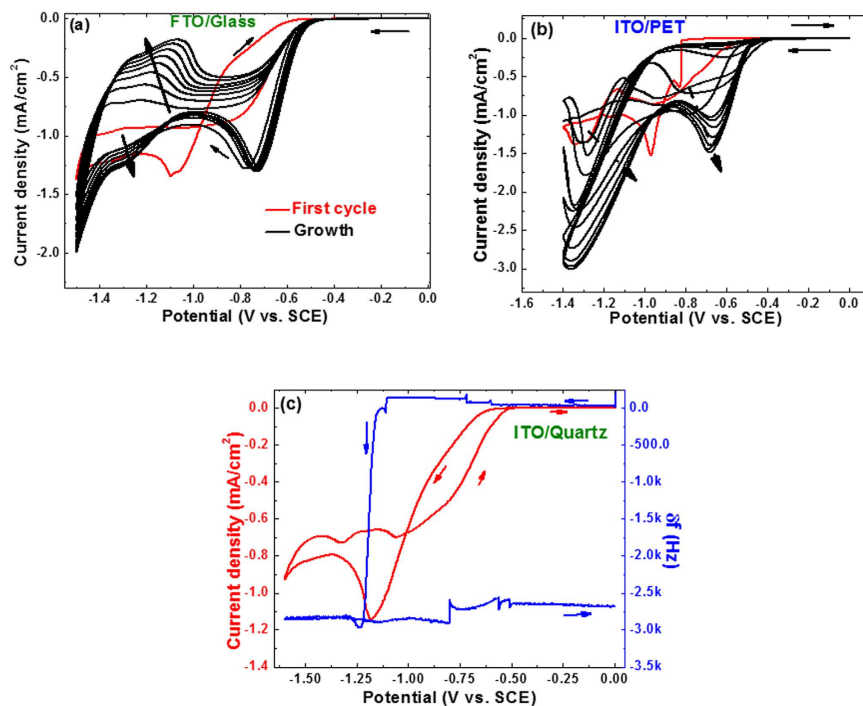 (a)
FTO/Glass
0.0
-0.5
-1.0
-1.5
-2.0
Current density (mA/cm²)
First cycle
Growth
-1.4 -1.2 -1.0 -0.8 -0.6 -0.4 -0.2 0.0
Potential (V vs. SCE)
(b)
ITO/PET
0.0
-0.5
-1.0
-1.5
-2.0
-2.5
-3.0
Current density (mA/cm²)
-1.6 -1.4 -1.2 -1.0 -0.8 -0.6 -0.4 -0.2 0.0
Potential (V vs. SCE)
(c)
ITO/Quartz
0.0
-0.2
-0.4
-0.6
-0.8
-1.0
-1.2
-1.4
Current density (mA/cm²)
0.0
-500.0
-1.0k
-1.5k
-2.0k
-2.5k
-3.0k
-3.5k
δf (Hz)
-1.50 -1.25 -1.00 -0.75 -0.50 -0.25 0.00
Potential (V vs. SCE)